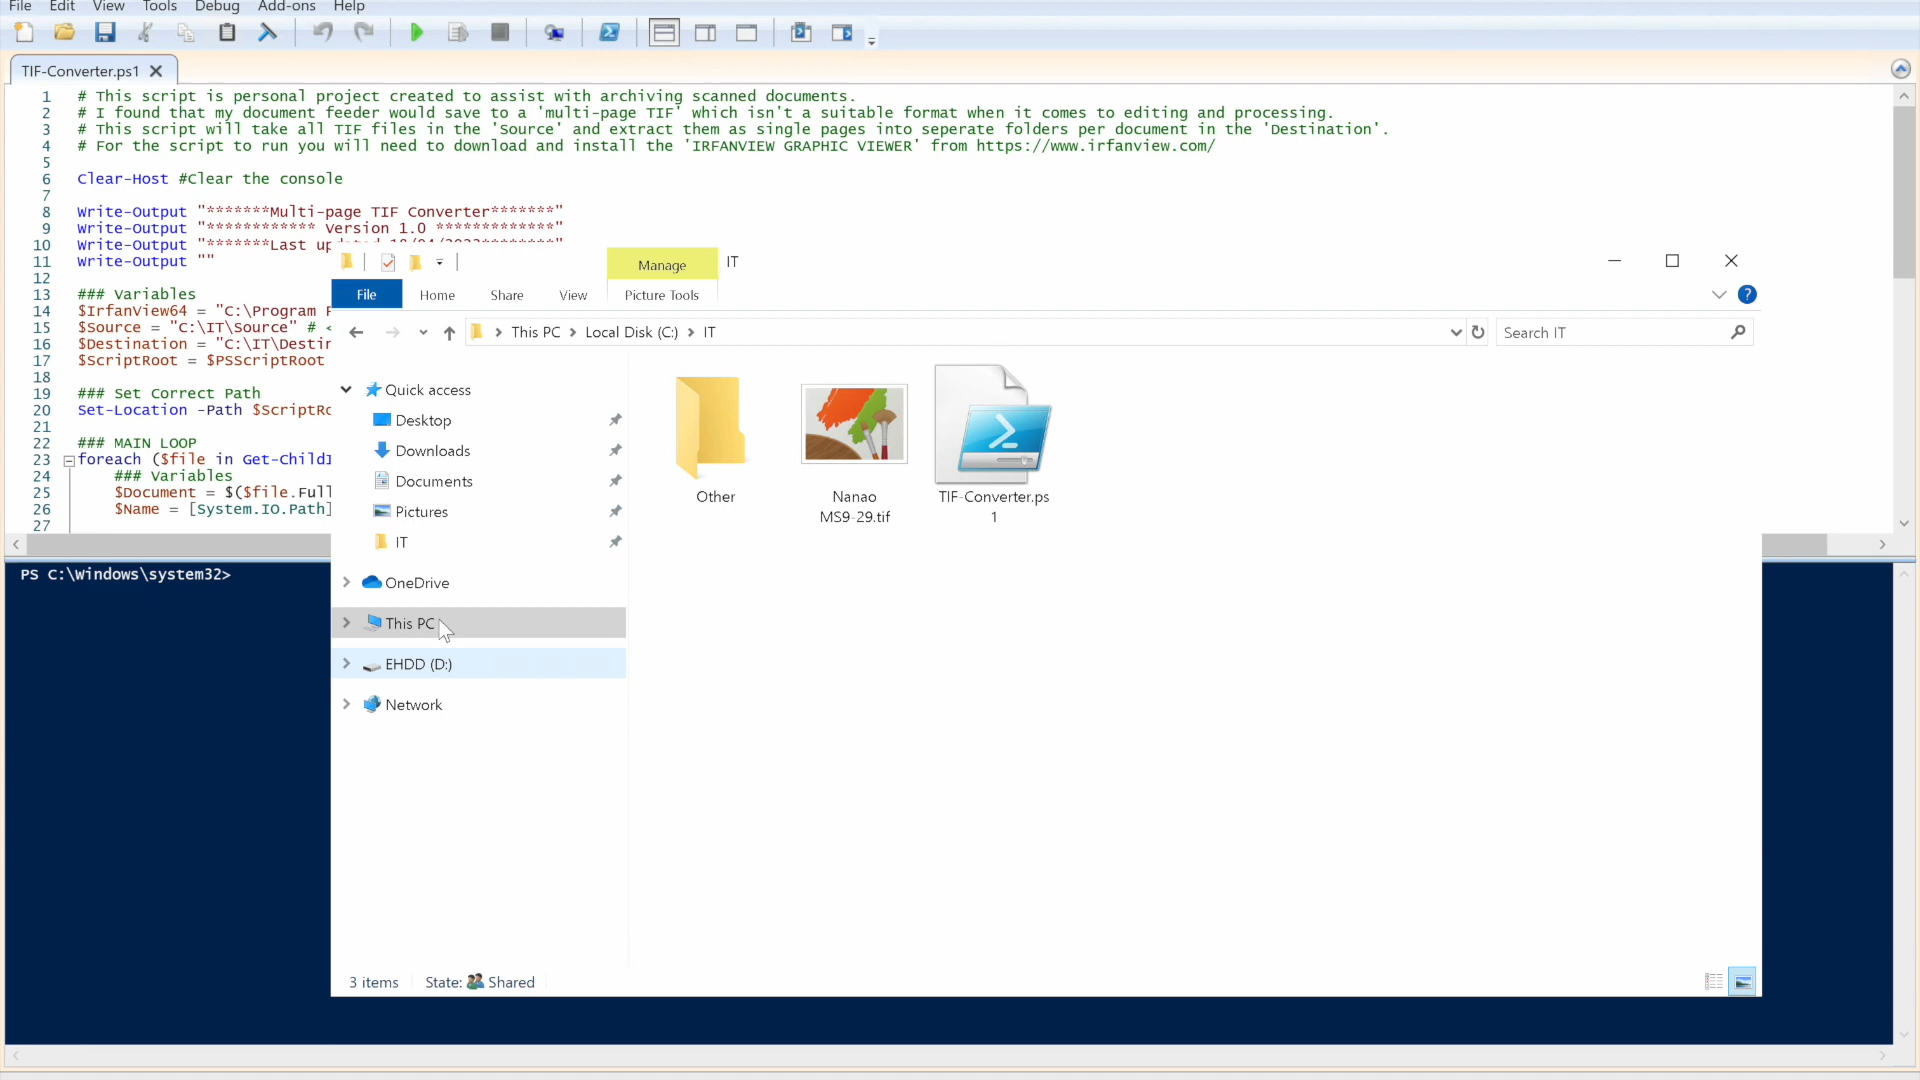 File Edit View Tools Debug Add-ons Help
TIF-Converter.ps1
1 # This script is personal project created to assist with archiving scanned documents.
2 # I found that my document feeder would save to a 'multi-page TIF' which isn't a suitable format when it comes to editing and processing.
3 # This script will take all TIF files in the 'Source' and extract them as single pages into seperate folders per document in the 'Destination'.
4 # For the script to run you will need to download and install the 'IRFANVIEW GRAPHIC VIEWER' from https://www.irfanview.com/
5
6 Clear-Host #Clear the console
7
8 Write-Output "*******Multi-page TIF Converter*******"
9 Write-Output "************ Version 1.0 *************"
10 Write-Output "*******Last
11 Write-Output ""
12
13 ### Variables
14 $IrfanView64 = "C:\Program
15 $Source = "C:\IT\Source" #
16 $Destination = "C:\IT\Destin
17 $ScriptRoot = $PSScriptRoot
18
19 ### Set Correct Path
20 Set-Location -Path $ScriptRo
21
22 ### MAIN LOOP
23 foreach ($file in Get-ChildI
24 ### Variables
25 $Document = $($file.Full
26 $Name = [System.IO.Path]
27
PS C:\Windows\system32>
Manage IT
File Home Share View Picture Tools
This PC Local Disk (C:) IT
Search IT
Quick access
Desktop
Downloads
Documents
Pictures
IT
OneDrive
This PC
EHDD (D:)
Network
Other
Nanao
MS9-29.tif
TIF-Converter.ps
1
3 items State: Shared